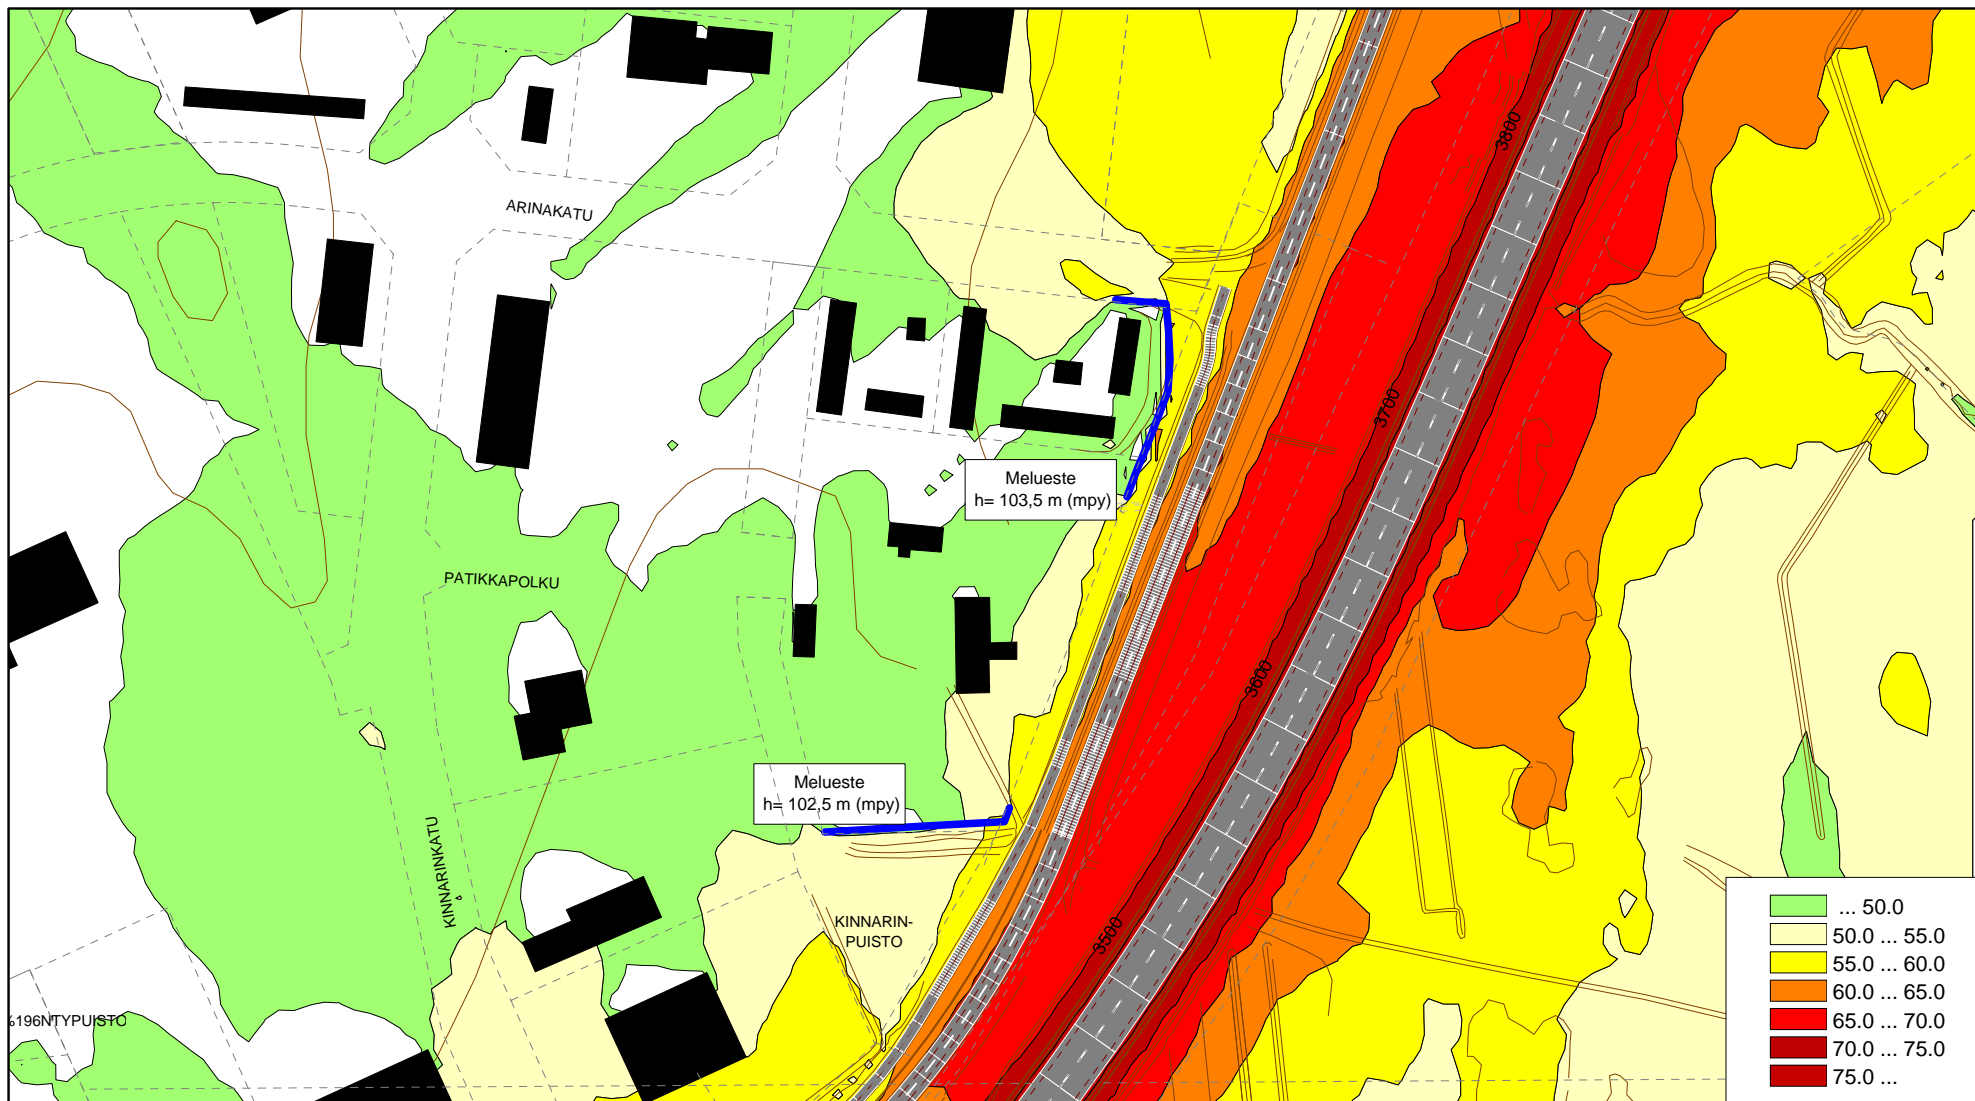 ARINAKATU
3800
3700
Melueste
h= 103,5 m (mpy)
PATIKKAPOLKU
3600
Melueste
h= 102,5 m (mpy)
KINNARINKATU
KINNARIN-
PUISTO
3500
%196NTYPUISTO
... 50.0
50.0 ... 55.0
55.0 ... 60.0
60.0 ... 65.0
65.0 ... 70.0
70.0 ... 75.0
75.0 ...